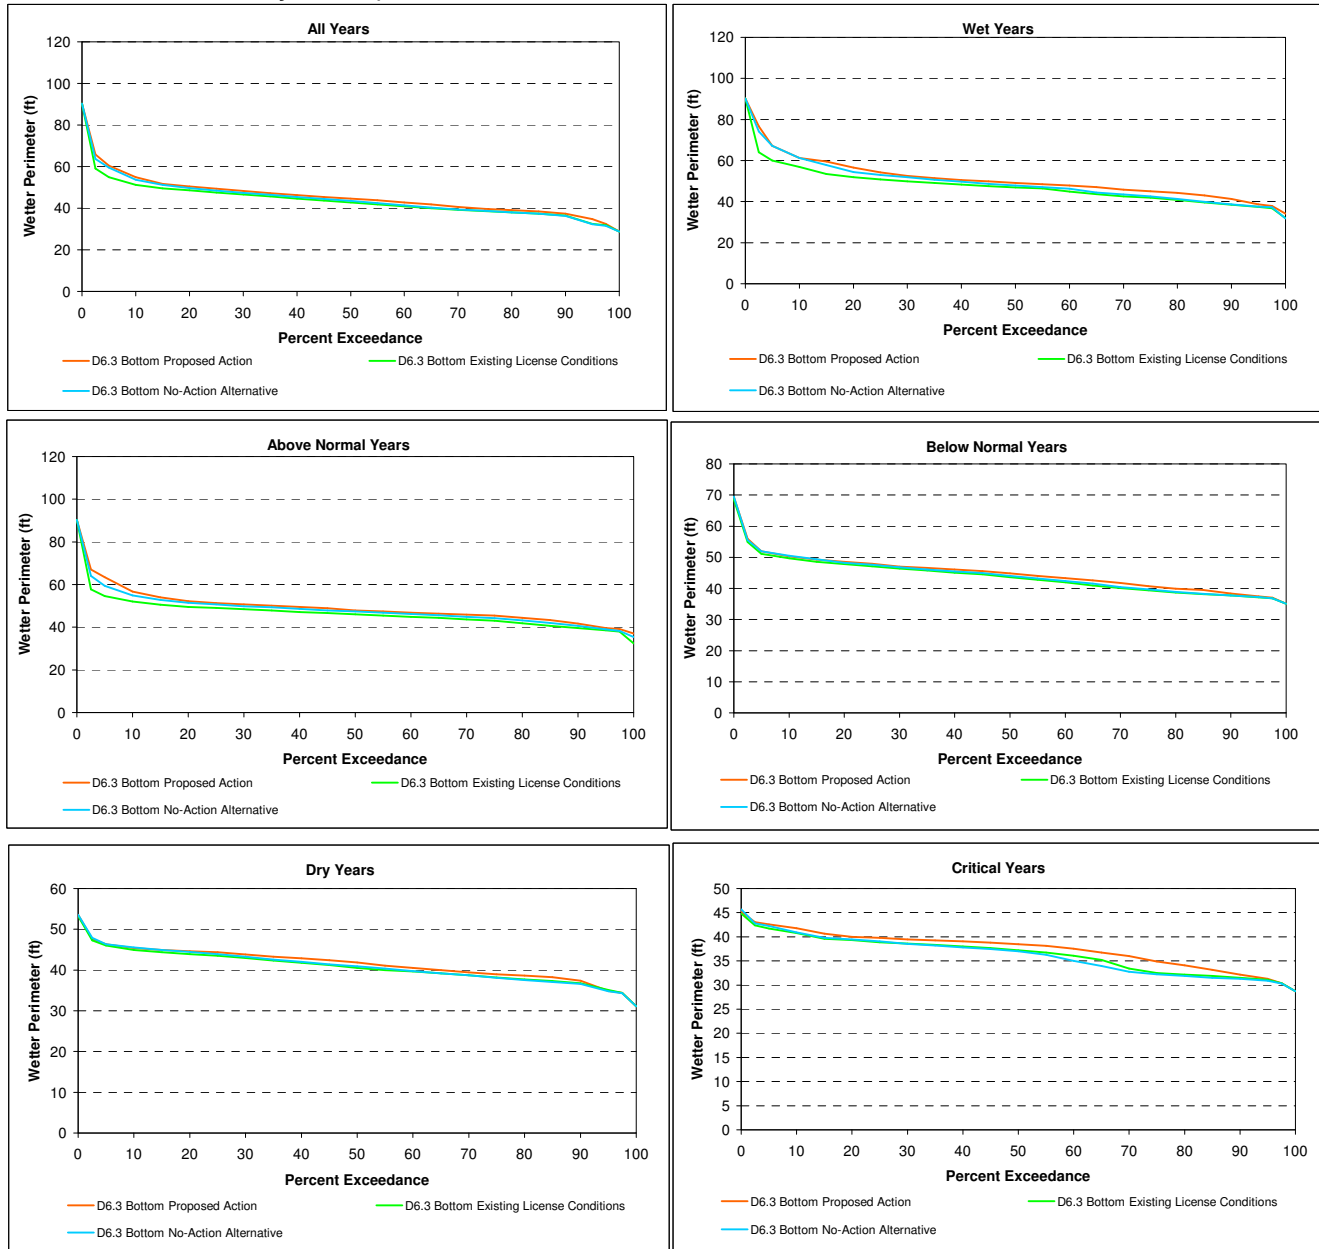 All Years
120
100
80
60
40
20
0
Wetter Perimeter (ft)
0 10 20 30 40 50 60 70 80 90 100
Percent Exceedance
D6.3 Bottom Proposed Action
D6.3 Bottom Existing License Conditions
D6.3 Bottom No-Action Alternative
Wet Years
120
100
80
60
40
20
0
Wetter Perimeter (ft)
0 10 20 30 40 50 60 70 80 90 100
Percent Exceedance
D6.3 Bottom Proposed Action
D6.3 Bottom Existing License Conditions
D6.3 Bottom No-Action Alternative
Above Normal Years
120
100
80
60
40
20
0
Wetter Perimeter (ft)
0 10 20 30 40 50 60 70 80 90 100
Percent Exceedance
D6.3 Bottom Proposed Action
D6.3 Bottom Existing License Conditions
D6.3 Bottom No-Action Alternative
Below Normal Years
80
70
60
50
40
30
20
10
0
Wetter Perimeter (ft)
0 10 20 30 40 50 60 70 80 90 100
Percent Exceedance
D6.3 Bottom Proposed Action
D6.3 Bottom Existing License Conditions
D6.3 Bottom No-Action Alternative
Dry Years
60
50
40
30
20
10
0
Wetter Perimeter (ft)
0 10 20 30 40 50 60 70 80 90 100
Percent Exceedance
D6.3 Bottom Proposed Action
D6.3 Bottom Existing License Conditions
D6.3 Bottom No-Action Alternative
Critical Years
50
45
40
35
30
25
20
15
10
5
0
Wetter Perimeter (ft)
0 10 20 30 40 50 60 70 80 90 100
Percent Exceedance
D6.3 Bottom Proposed Action
D6.3 Bottom Existing License Conditions
D6.3 Bottom No-Action Alternative